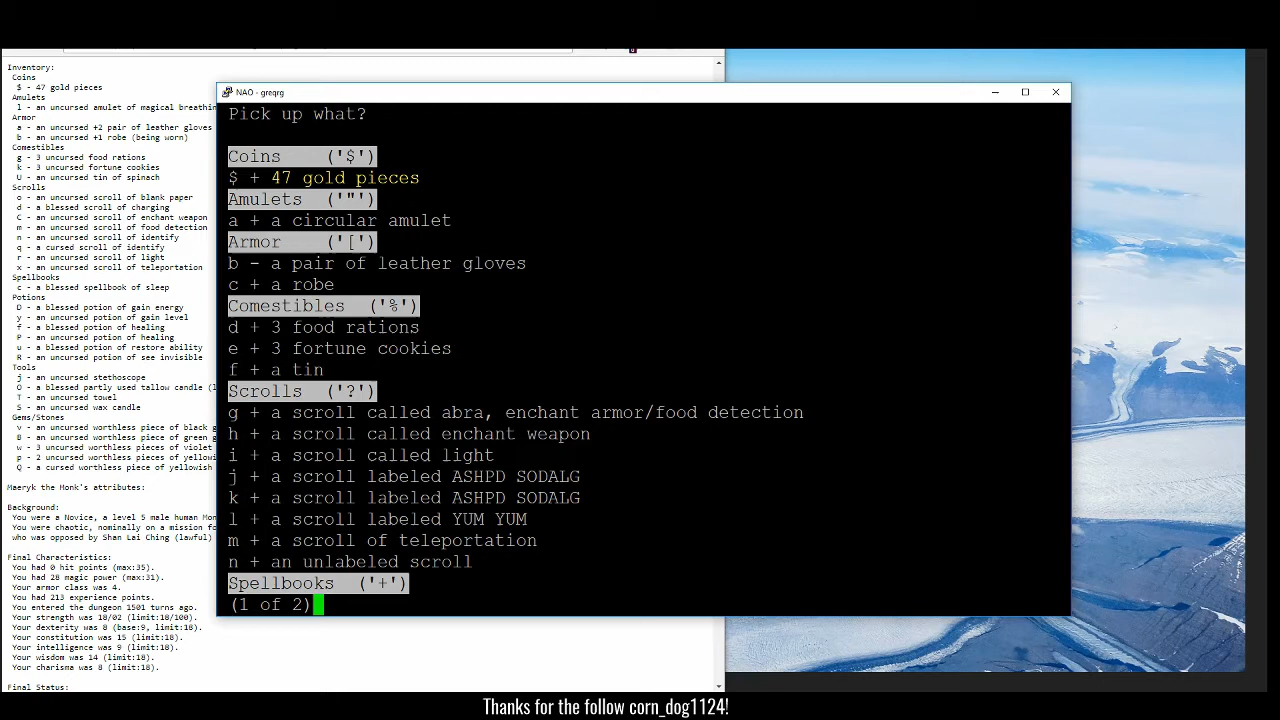 Inventory:
Coins
$ - 47 gold pieces
Amulets
l - an uncursed amulet of magical breathin
Armor
a - an uncursed +2 pair of leather gloves
b - an uncursed +1 robe (being worn)
Comestibles
g - 3 uncursed food rations
k - 3 uncursed fortune cookies
U - an uncursed tin of spinach
Scrolls
o - an uncursed scroll of blank paper
d - a blessed scroll of charging
C - an uncursed scroll of enchant weapon
m - an uncursed scroll of food detection
n - an uncursed scroll of identify
q - a cursed scroll of identify
r - an uncursed scroll of light
x - an uncursed scroll of teleportation
Spellbooks
c - a blessed spellbook of sleep
Potions
D - a blessed potion of gain energy
y - an uncursed potion of gain level
f - a blessed potion of healing
P - an uncursed potion of healing
u - a blessed potion of restore ability
R - an uncursed potion of see invisible
Tools
j - an uncursed stethoscope
O - a blessed partly used tallow candle (l
T - an uncursed towel
S - an uncursed wax candle
Gems/Stones
v - an uncursed worthless piece of black g
B - an uncursed worthless piece of green g
w - 3 uncursed worthless pieces of violet
p - 2 uncursed worthless pieces of yellowi
Q - a cursed worthless piece of yellowish
Maeryk the Monk's attributes:
Background:
You were a Novice, a level 5 male human Mon
You were chaotic, nominally on a mission fo
who was opposed by Shan Lai Ching (lawful)
Final Characteristics:
You had 0 hit points (max:35).
You had 28 magic power (max:31).
Your armor class was 4.
You had 213 experience points.
You entered the dungeon 1501 turns ago.
Your strength was 18/02 (limit:18/100).
Your dexterity was 8 (base:9, limit:18).
Your constitution was 15 (limit:18).
Your intelligence was 9 (limit:18).
Your wisdom was 14 (limit:18).
Your charisma was 8 (limit:18).
Final Status:
NAO - greqrg
Pick up what?
Coins ('$')
$ + 47 gold pieces
Amulets ('"')
a + a circular amulet
Armor ('[')
b - a pair of leather gloves
c + a robe
Comestibles ('%')
d + 3 food rations
e + 3 fortune cookies
f + a tin
Scrolls ('?')
g + a scroll called abra, enchant armor/food detection
h + a scroll called enchant weapon
i + a scroll called light
j + a scroll labeled ASHPD SODALG
k + a scroll labeled ASHPD SODALG
l + a scroll labeled YUM YUM
m + a scroll of teleportation
n + an unlabeled scroll
Spellbooks ('+')
(1 of 2)
Thanks for the follow corn_dog1124!